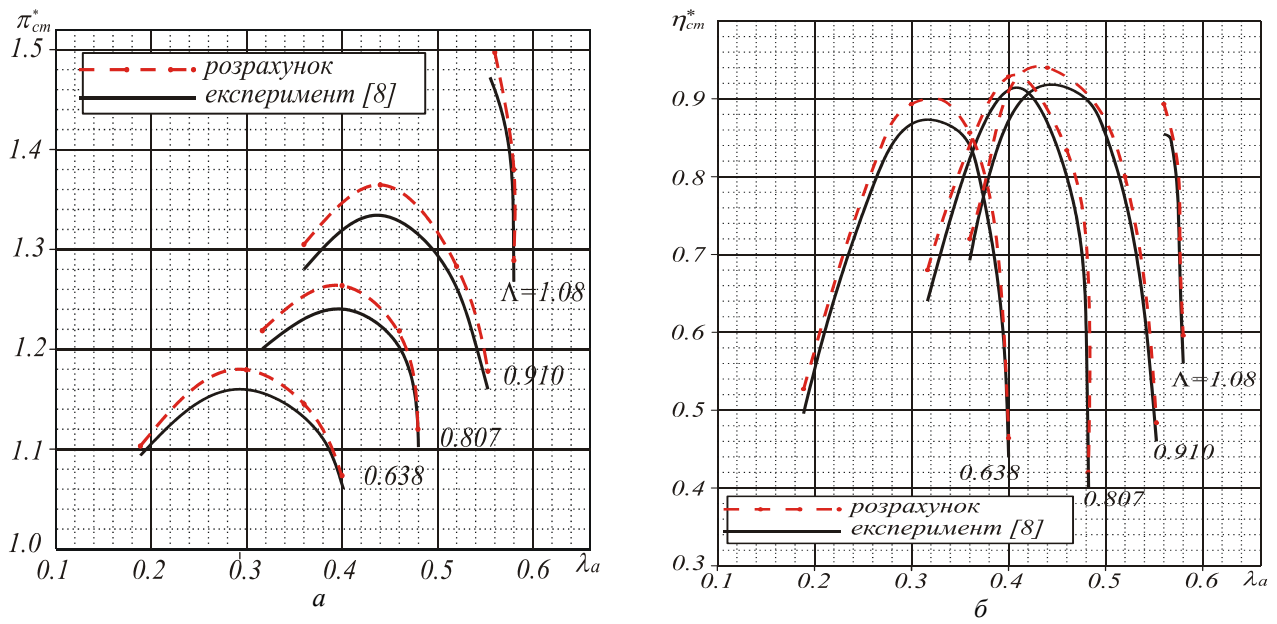 π*ст
1.5
1.4
1.3
1.2
1.1
1.0
розрахунок
експеримент [8]
Λ=1.08
0.910
0.807
0.638
0.1
0.2
0.3
0.4
0.5
0.6
λa
а
η*ст
0.9
0.8
0.7
0.6
0.5
0.4
0.3
Λ=1.08
0.910
0.638
0.807
розрахунок
експеримент [8]
0.1
0.2
0.3
0.4
0.5
0.6
λa
б